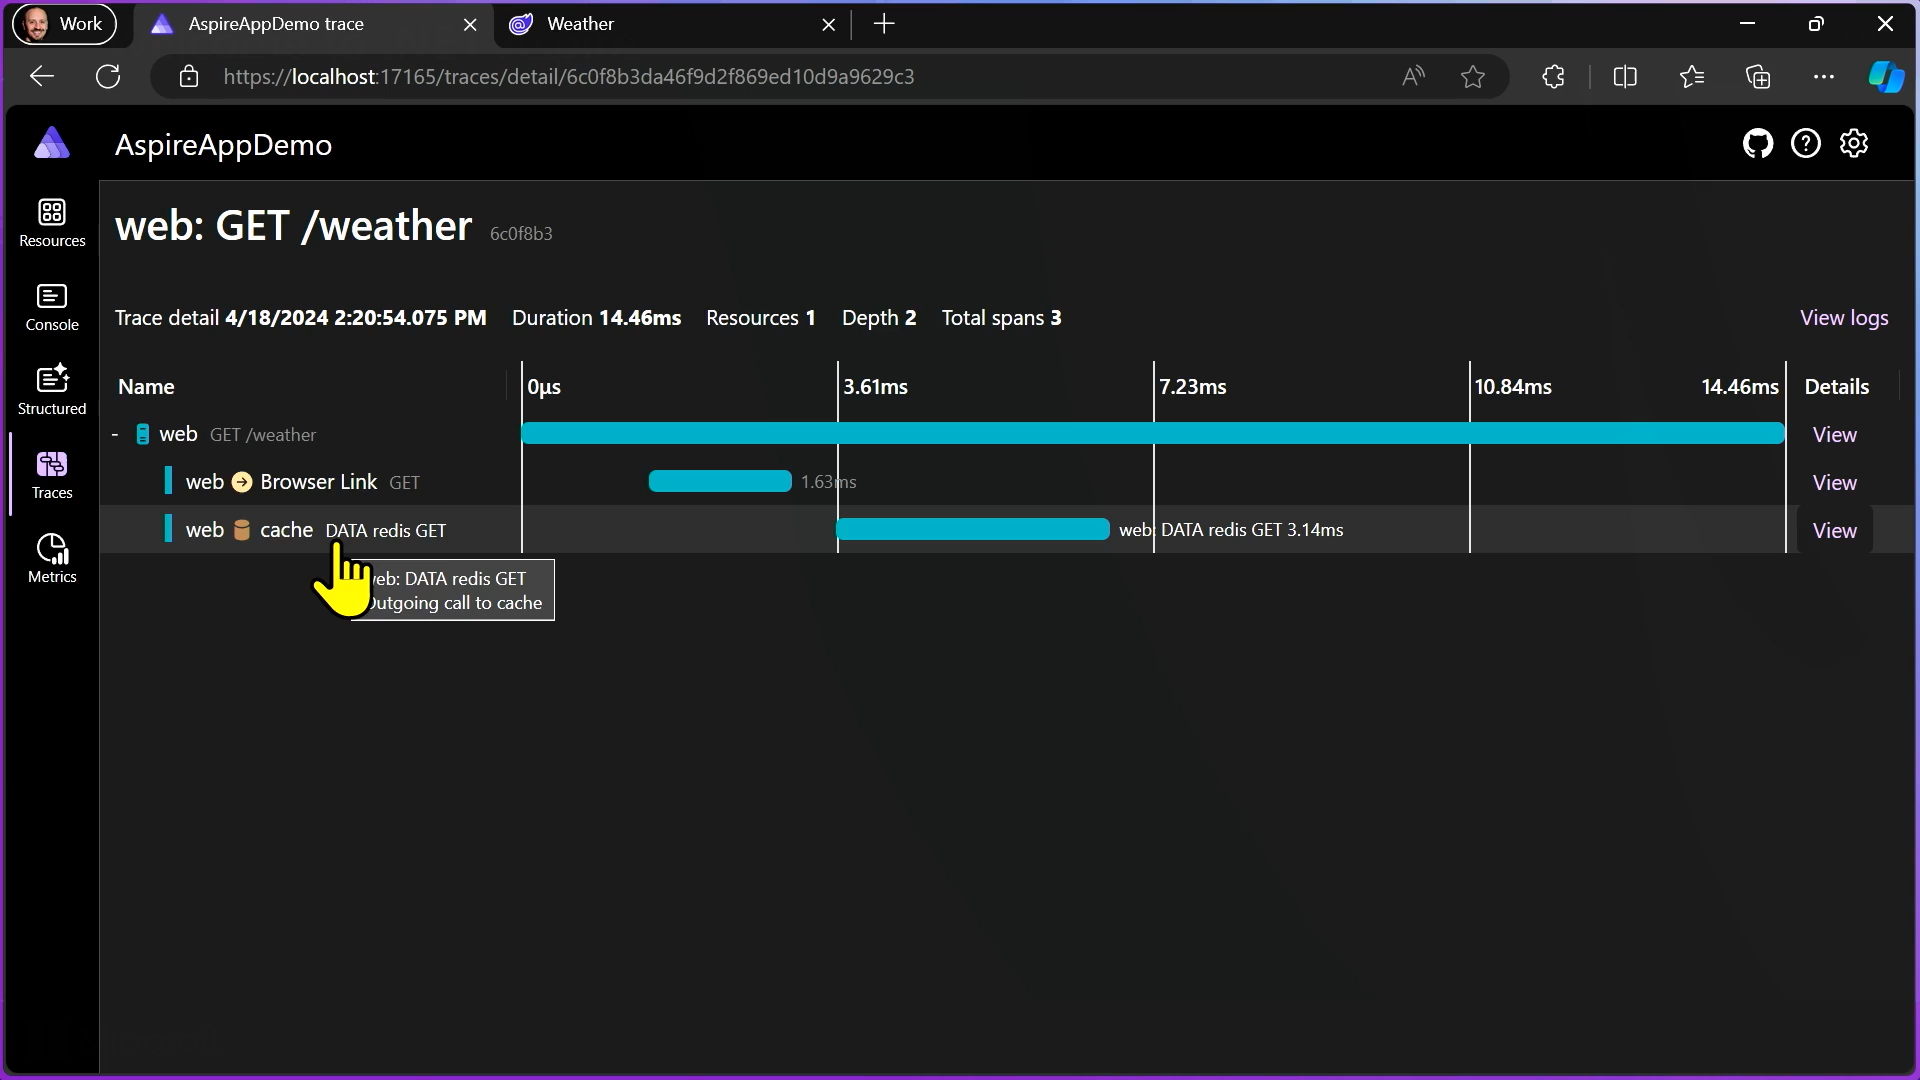 Work
AspireAppDemo trace
Weather
https://localhost:17165/traces/detail/6c0f8b3da46f9d2f869ed10d9a9629c3
AspireAppDemo
Resources
Console
Structured
Traces
Metrics
web: GET /weather 6c0f8b3
Trace detail 4/18/2024 2:20:54.075 PM Duration 14.46ms Resources 1 Depth 2 Total spans 3 View logs
Name 0μs 3.61ms 7.23ms 10.84ms 14.46ms Details
- web GET /weather View
web Browser Link GET 1.63ms View
web cache DATA redis GET web: DATA redis GET 3.14ms View
DATA redis GET
call to cache